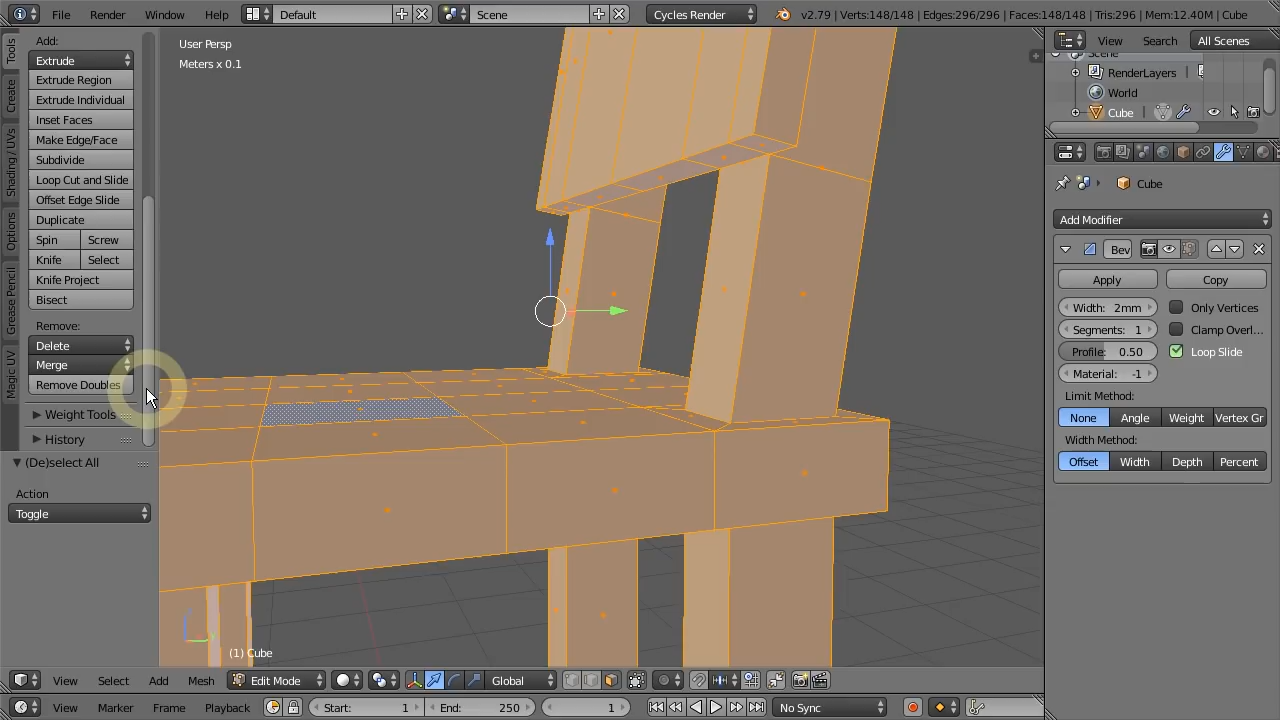 File
Render
Window
Help
Default
Scene
Cycles Render
v2.79 | Verts:148/148 | Edges:296/296 | Faces:148/148 | Tris:296 | Mem:12.40M | Cube
Tools
Create
Shading / UVs
Options
Grease Pencil
Magic UV
Add:
Extrude
Extrude Region
Extrude Individual
Inset Faces
Make Edge/Face
Subdivide
Loop Cut and Slide
Offset Edge Slide
Duplicate
Spin
Screw
Knife
Select
Knife Project
Bisect
Remove:
Delete
Merge
Remove Doubles
Weight Tools
History
(De)select All
Action
Toggle
User Persp
Meters x 0.1
(1) Cube
View
Select
Add
Mesh
Edit Mode
Global
View
Marker
Frame
Playback
Start:
1
End:
250
1
No Sync
View
Search
All Scenes
Scene
RenderLayers
World
Cube
Cube
Add Modifier
Bev
Apply
Copy
Width: 2mm
Only Vertices
Segments: 1
Clamp Overl...
Profile: 0.50
Loop Slide
Material: -1
Limit Method:
None
Angle
Weight
Vertex Gr
Width Method:
Offset
Width
Depth
Percent